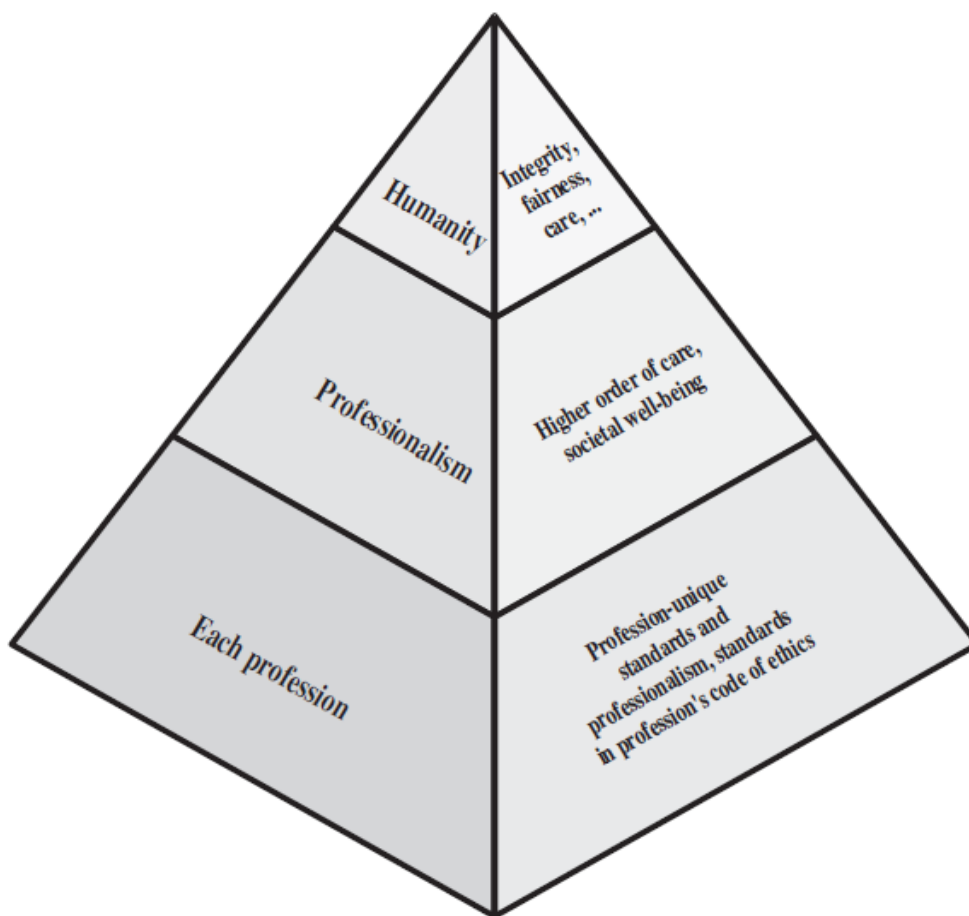 Humanity
Integrity,
fairness,
care, ...
Professionalism
Higher order of care,
societal well-being
Each profession
Profession-unique
standards and
professionalism, standards
in profession's code of ethics